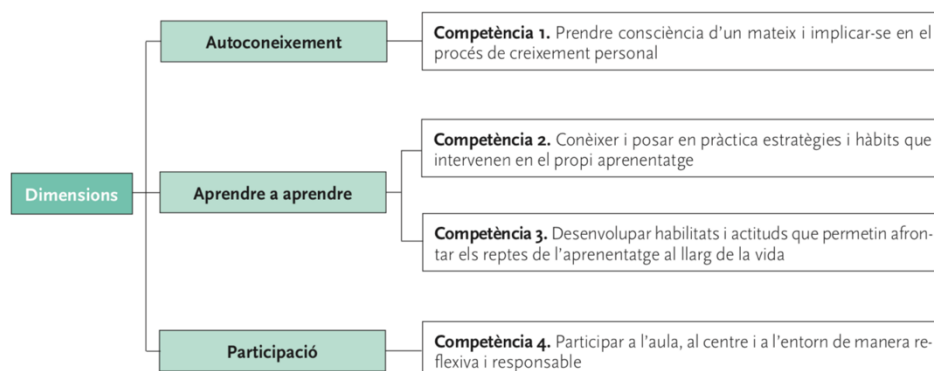 Autoconeixement
Competència 1. Prendre consciència d'un mateix i implicar-se en el
procés de creixement personal
Dimensions
Aprendre a aprendre
Competència 2. Conèixer i posar en pràctica estratègies i hàbits que
intervenen en el propi aprenentatge
Competència 3. Desenvolupar habilitats i actituds que permetin afron-
tar els reptes de l'aprenentatge al llarg de la vida
Participació
Competència 4. Participar a l'aula, al centre i a l'entorn de manera re-
flexiva i responsable